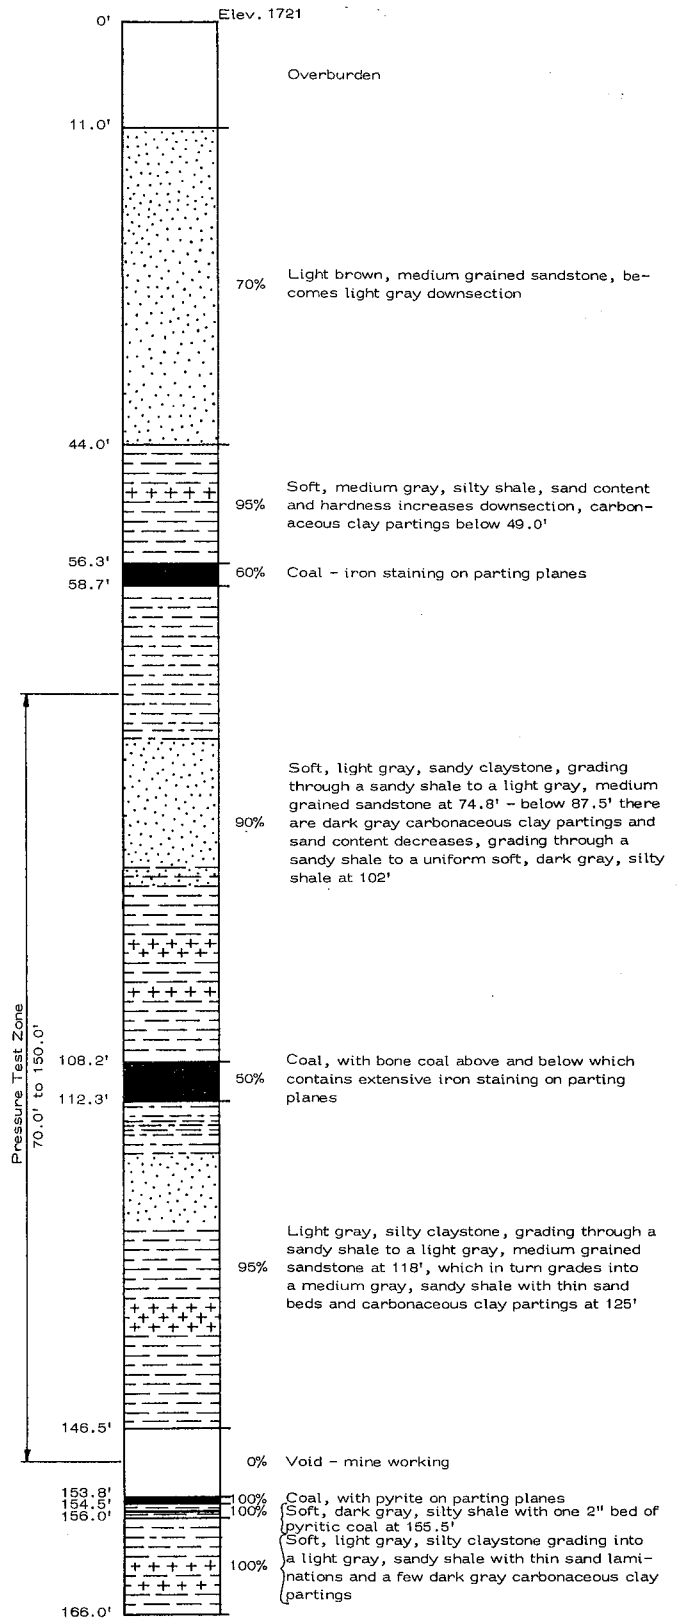 0'
Elev. 1721
Overburden
11.0'
70%
Light brown, medium grained sandstone, be-
comes light gray downsection
44.0'
95%
Soft, medium gray, silty shale, sand content
and hardness increases downsection, carbon-
aceous clay partings below 49.0'
56.3'
58.7'
60%
Coal - iron staining on parting planes
90%
Soft, light gray, sandy claystone, grading
through a sandy shale to a light gray, medium
grained sandstone at 74.8' - below 87.5' there
are dark gray carbonaceous clay partings and
sand content decreases, grading through a
sandy shale to a uniform soft, dark gray, silty
shale at 102'
Pressure Test Zone
70.0' to 150.0'
108.2'
112.3'
50%
Coal, with bone coal above and below which
contains extensive iron staining on parting
planes
95%
Light gray, silty claystone, grading through a
sandy shale to a light gray, medium grained
sandstone at 118', which in turn grades into
a medium gray, sandy shale with thin sand
beds and carbonaceous clay partings at 125'
146.5'
0%
Void - mine working
153.8'
154.5'
156.0'
100%
Coal, with pyrite on parting planes
100%
Soft, dark gray, silty shale with one 2" bed of
pyritic coal at 155.5'
100%
Soft, light gray, silty claystone grading into
a light gray, sandy shale with thin sand lami-
nations and a few dark gray carbonaceous clay
partings
166.0'